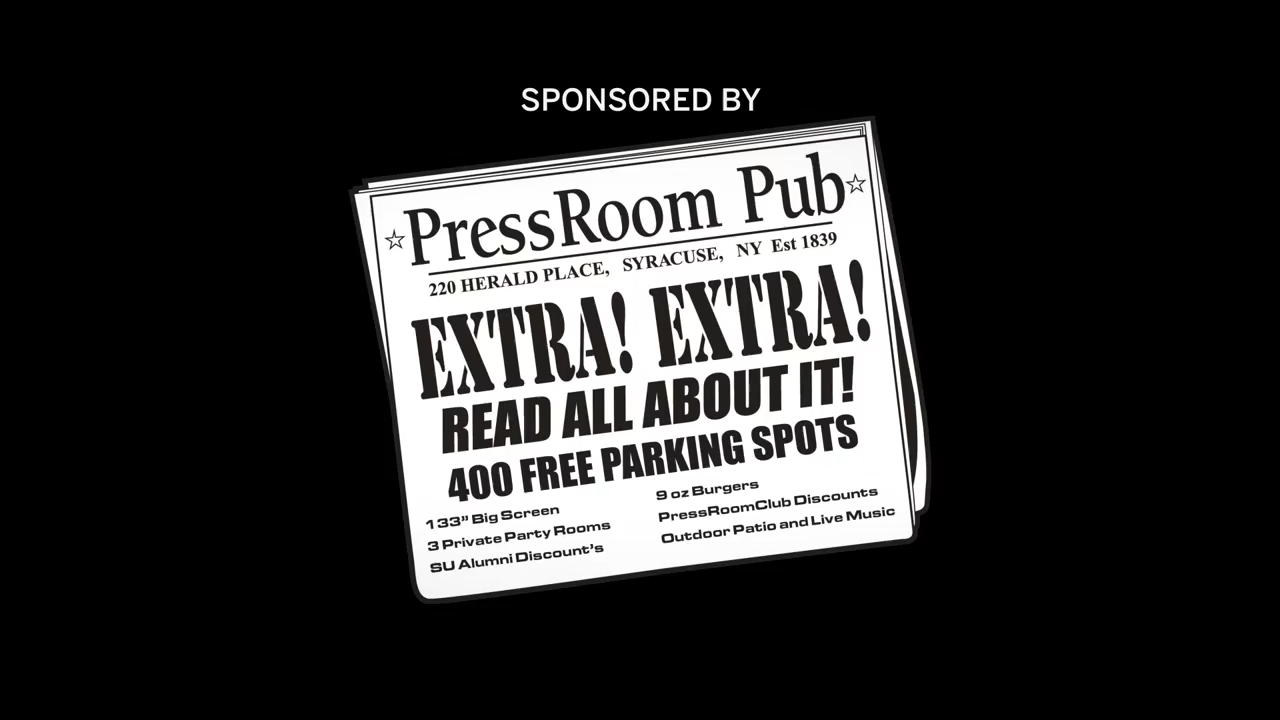 SPONSORED BY
☆PressRoom Pub☆
220 HERALD PLACE, SYRACUSE, NY Est 1839
EXTRA! EXTRA!
READ ALL ABOUT IT!
400 FREE PARKING SPOTS
133” Big Screen
3 Private Party Rooms
SU Alumni Discount’s
9 oz Burgers
PressRoomClub Discounts
Outdoor Patio and Live Music